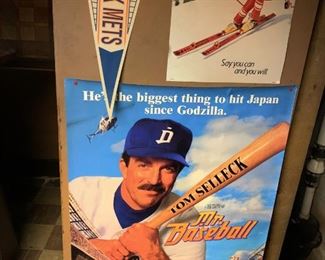 K METS
Say you can
and you will.
He's the biggest thing to hit Japan
since Godzilla.
D
TOM SELLECK
Mr.
Baseball